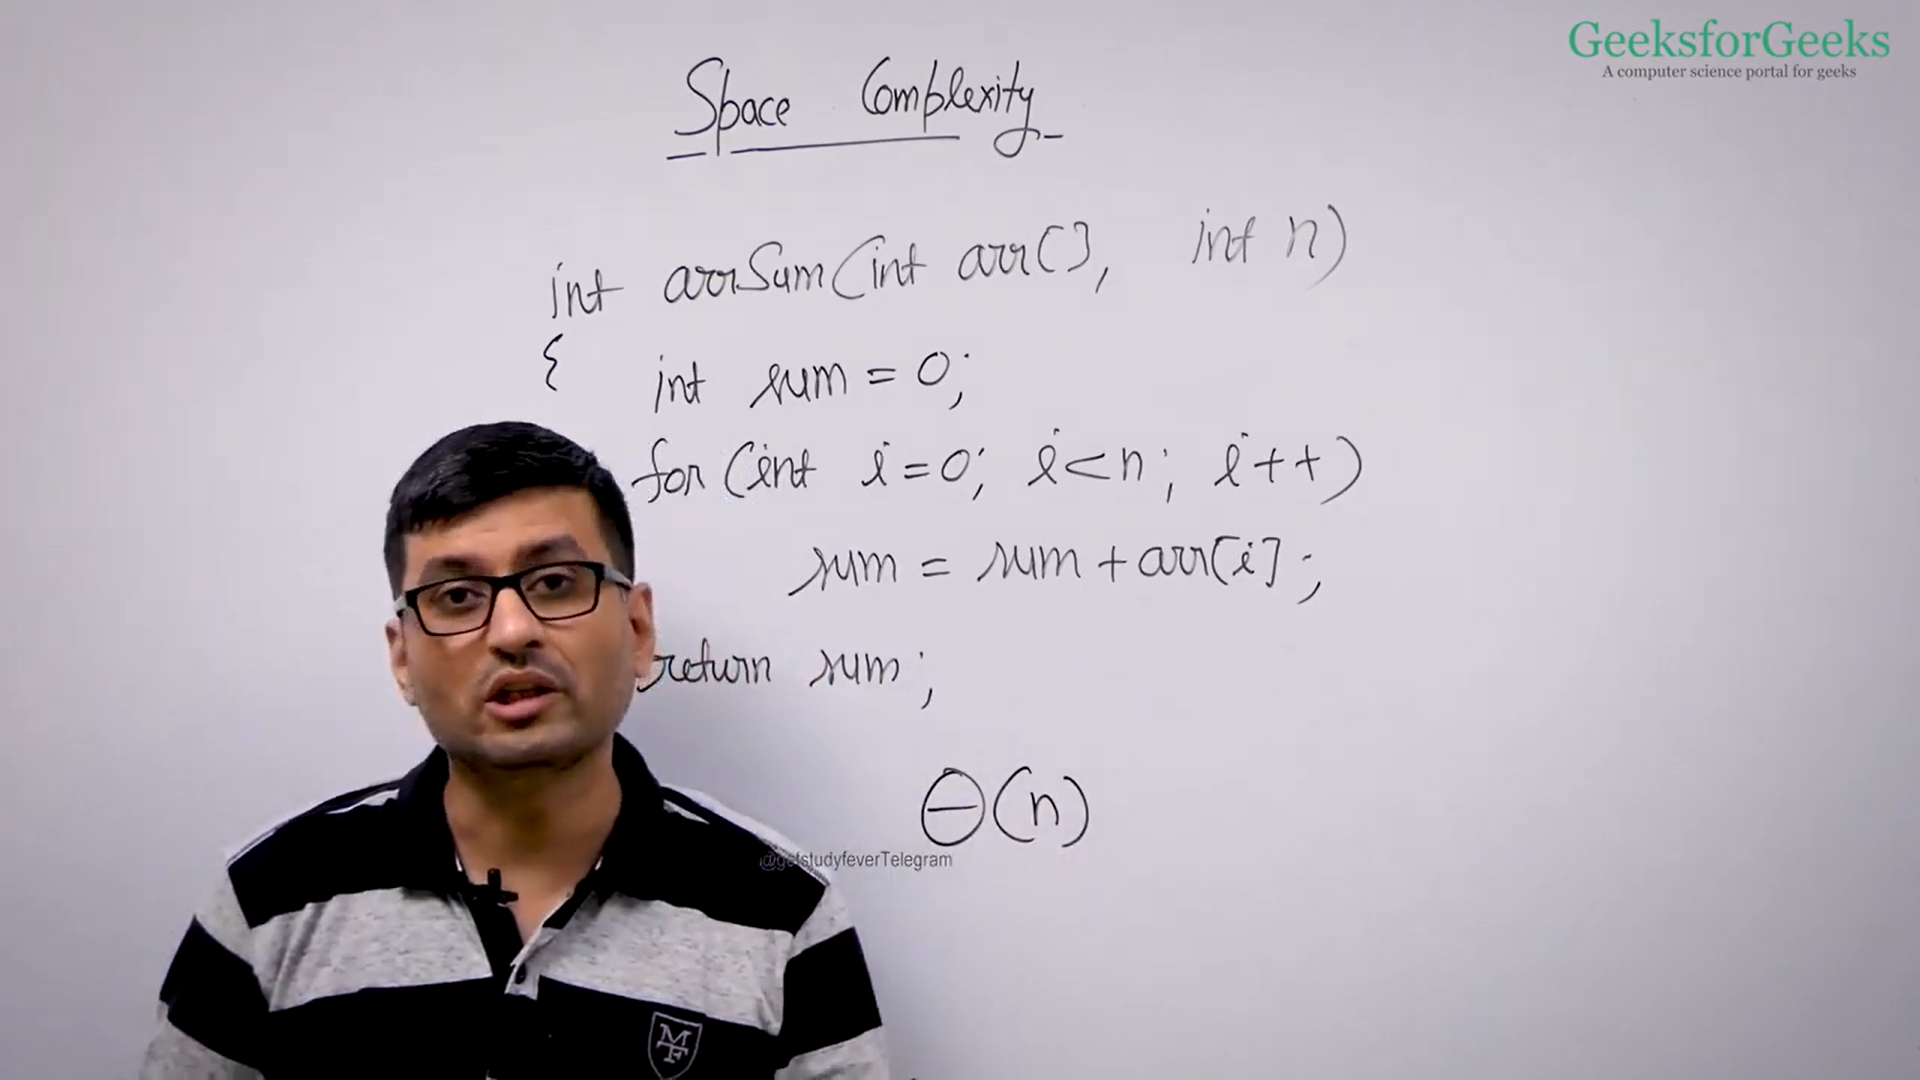 GeeksforGeeks
A computer science portal for geeks
Space Complexity
int arrSum(int arr[], int n)
{ int sum = 0;
for (int i=0; i<n; i++)
sum = sum + arr[i];
return sum;
Θ(n)
@getstudyfeverTelegram
MF